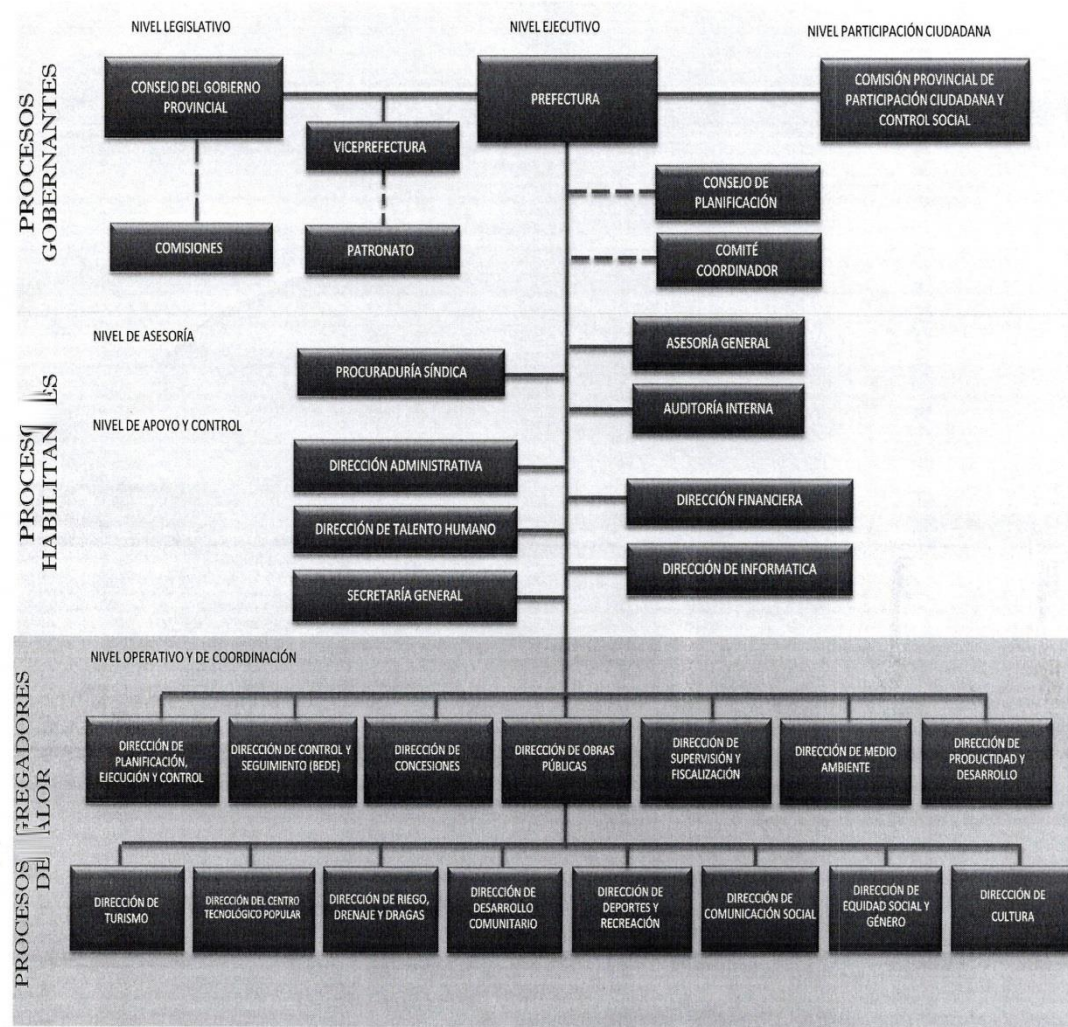 NIVEL LEGISLATIVO
NIVEL EJECUTIVO
NIVEL PARTICIPACIÓN CIUDADANA
PROCESOS
GOBERNANTES
CONSEJO DEL GOBIERNO
PROVINCIAL
PREFECTURA
COMISIÓN PROVINCIAL DE
PARTICIPACIÓN CIUDADANA Y
CONTROL SOCIAL
VICEPREFECTURA
CONSEJO DE
PLANIFICACIÓN
COMISIONES
PATRONATO
COMITÉ
COORDINADOR
NIVEL DE ASESORÍA
ASESORÍA GENERAL
PROCURADURÍA SÍNDICA
AUDITORÍA INTERNA
NIVEL DE APOYO Y CONTROL
DIRECCIÓN ADMINISTRATIVA
DIRECCIÓN FINANCIERA
DIRECCIÓN DE TALENTO HUMANO
DIRECCIÓN DE INFORMATICA
SECRETARÍA GENERAL
NIVEL OPERATIVO Y DE COORDINACIÓN
PROCESOS
DE
DIRECCIÓN DE
PLANIFICACIÓN,
EJECUCIÓN Y CONTROL
DIRECCIÓN DE CONTROL Y
SEGUIMIENTO (BEDE)
DIRECCIÓN DE
CONCESIONES
DIRECCIÓN DE OBRAS
PÚBLICAS
DIRECCIÓN DE
SUPERVISIÓN Y
FISCALIZACIÓN
DIRECCIÓN DE MEDIO
AMBIENTE
DIRECCIÓN DE
PRODUCTIDAD Y
DESARROLLO
DIRECCIÓN DE
TURISMO
DIRECCIÓN DEL CENTRO
TECNOLÓGICO POPULAR
DIRECCIÓN DE RIEGO,
DRENAJE Y DRAGAS
DIRECCIÓN DE
DESARROLLO
COMUNITARIO
DIRECCIÓN DE
DEPORTES Y
RECREACIÓN
DIRECCIÓN DE
COMUNICACIÓN SOCIAL
DIRECCIÓN DE
EQUIDAD SOCIAL Y
GÉNERO
DIRECCIÓN DE
CULTURA